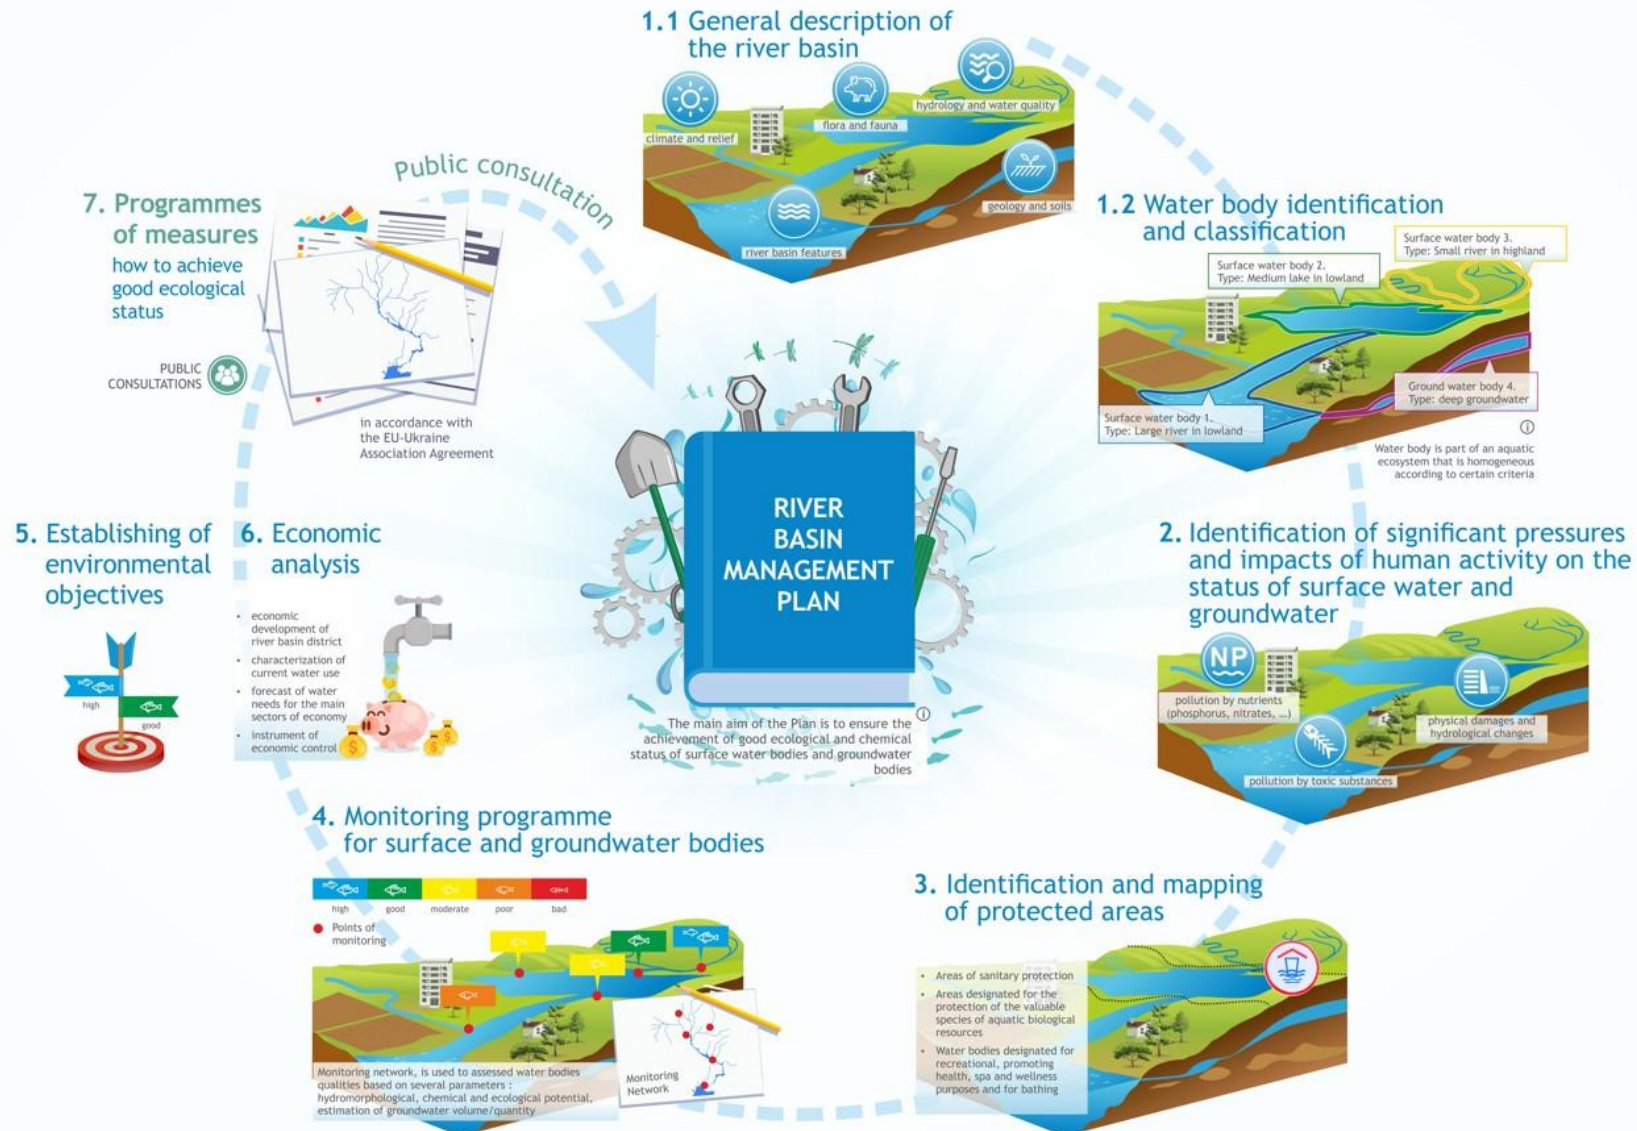 1.1 General description of
the river basin
climate and relief
flora and fauna
hydrology and water quality
geology and soils
river basin features
1.2 Water body identification
and classification
Surface water body 3.
Type: Small river in highland
Surface water body 2.
Type: Medium lake in lowland
Ground water body 4.
Type: deep groundwater
Surface water body 1.
Type: Large river in lowland
Water body is part of an aquatic
ecosystem that is homogeneous
according to certain criteria
2. Identification of significant pressures
and impacts of human activity on the
status of surface water and
groundwater
NP
pollution by nutrients
(phosphorus, nitrates, ...)
physical damages and
hydrological changes
pollution by toxic substances
3. Identification and mapping
of protected areas
• Areas of sanitary protection
• Areas designated for the
protection of the valuable
species of aquatic biological
resources
• Water bodies designated for
recreational, promoting
health, spa and wellness
purposes and for bathing
4. Monitoring programme
for surface and groundwater bodies
high good moderate poor bad
Points of
monitoring
Monitoring network, is used to assessed water bodies
qualities based on several parameters :
hydromorphological, chemical and ecological potential,
estimation of groundwater volume/quantity
Monitoring
Network
5. Establishing of
environmental
objectives
high
good
6. Economic
analysis
• economic
development of
river basin district
• characterization of
current water use
• forecast of water
needs for the main
sectors of economy
• instrument of
economic control
7. Programmes
of measures
how to achieve
good ecological
status
PUBLIC
CONSULTATIONS
in accordance with
the EU-Ukraine
Association Agreement
Public consultation
RIVER
BASIN
MANAGEMENT
PLAN
The main aim of the Plan is to ensure the
achievement of good ecological and chemical
status of surface water bodies and groundwater
bodies